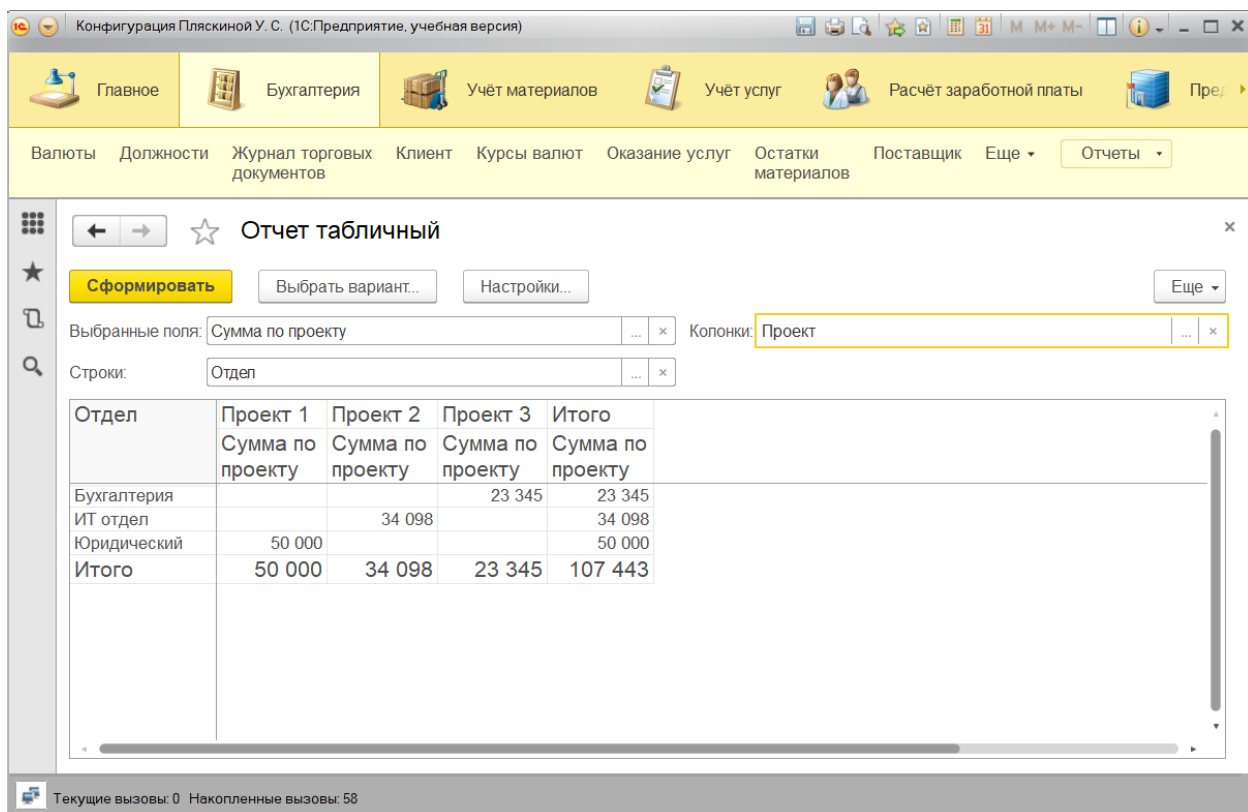 Конфигурация Пляскиной У. С. (1С:Предприятие, учебная версия)
M M+ M-
31
Главное Бухгалтерия Учёт материалов Учёт услуг Расчёт заработной платы
Валюты Должности Журнал торговых документов Клиент Курсы валют Оказание услуг Остатки материалов Поставщик Еще Отчеты
Отчет табличный
Сформировать Выбрать вариант... Настройки... Еще
Выбранные поля: Сумма по проекту ... × Колонки: Проект ... ×
Строки: Отдел ... ×
Отдел Проект 1 Проект 2 Проект 3 Итого
Сумма по проекту Сумма по проекту Сумма по проекту Сумма по проекту
Бухгалтерия 23 345 23 345
ИТ отдел 34 098 34 098
Юридический 50 000 50 000
Итого 50 000 34 098 23 345 107 443
Текущие вызовы: 0 Накопленные вызовы: 58